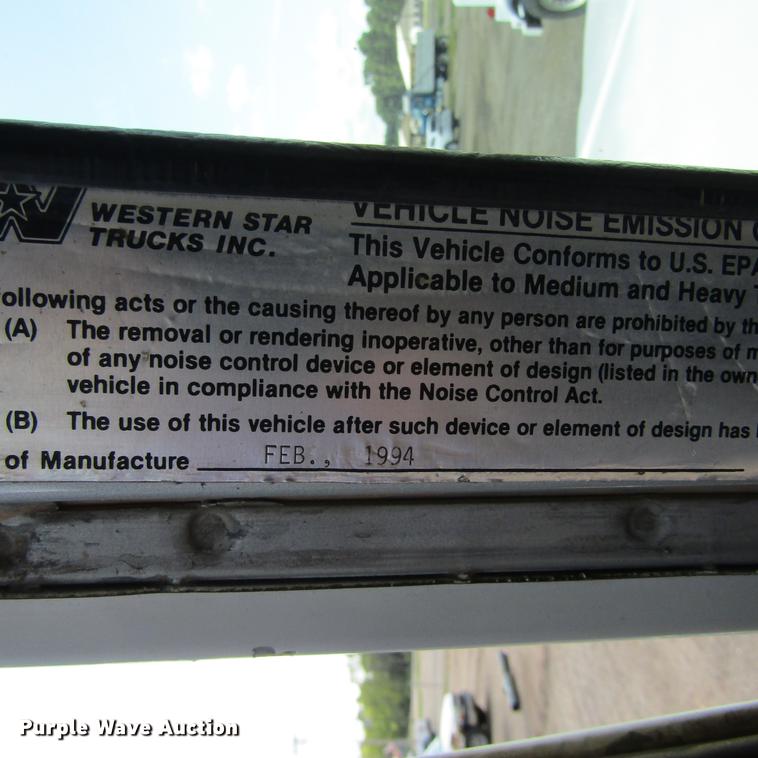 WESTERN STAR
TRUCKS INC.
VEHICLE NOISE EMISSION
This Vehicle Conforms to U.S. EPA
Applicable to Medium and Heavy
ollowing acts or the causing thereof by any person are prohibited by th
(A) The removal or rendering inoperative, other than for purposes of m
of any noise control device or element of design (listed in the own
vehicle in compliance with the Noise Control Act.
(B) The use of this vehicle after such device or element of design has
of Manufacture FEB., 1994
Purple Wave Auction